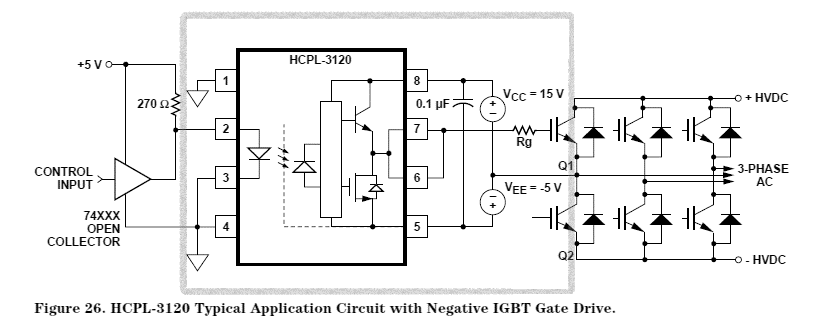 HCPL-3120
+5 V
1
8
270 Ω
0.1 µF
VCC = 15 V
+
−
+ HVDC
2
7
Rg
CONTROL
INPUT
3
6
Q1
3-PHASE
AC
VEE = -5 V
−
+
74XXX
OPEN
COLLECTOR
4
5
Q2
- HVDC
Figure 26. HCPL-3120 Typical Application Circuit with Negative IGBT Gate Drive.